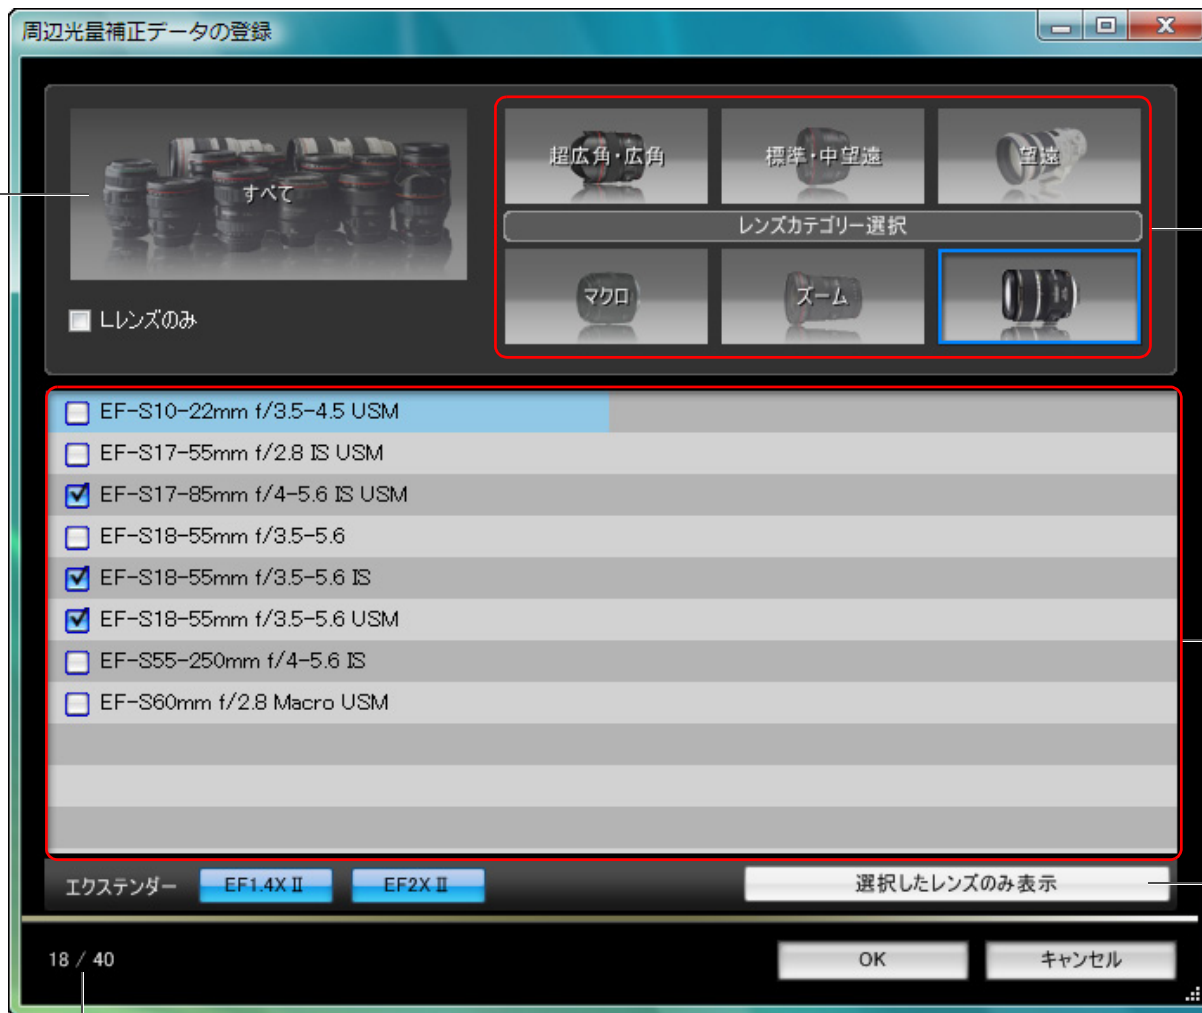 周辺光量補正データの登録
すべて
超広角・広角
標準・中望遠
望遠
レンズカテゴリー選択
マクロ
ズーム
Lレンズのみ
EF-S10-22mm f/3.5-4.5 USM
EF-S17-55mm f/2.8 IS USM
EF-S17-85mm f/4-5.6 IS USM
EF-S18-55mm f/3.5-5.6
EF-S18-55mm f/3.5-5.6 IS
EF-S18-55mm f/3.5-5.6 USM
EF-S55-250mm f/4-5.6 IS
EF-S60mm f/2.8 Macro USM
エクステンダー
EF1.4X II
EF2X II
選択したレンズのみ表示
18 / 40
OK
キャンセル